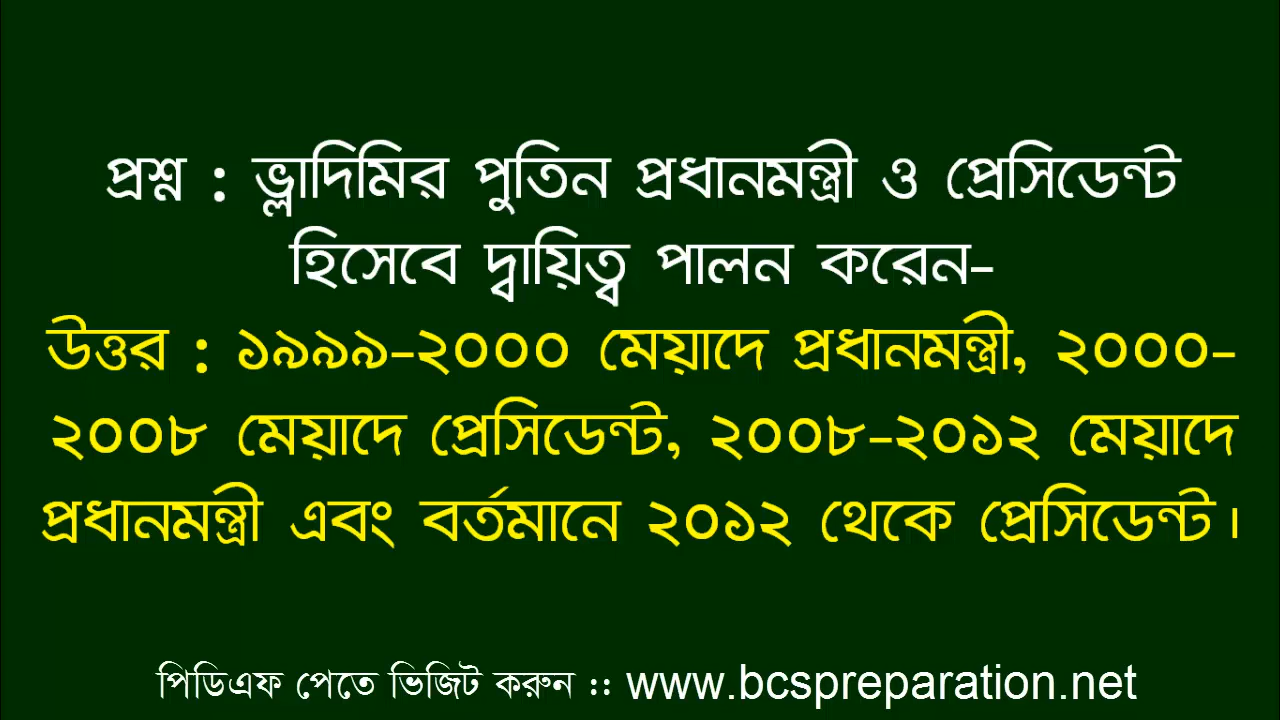 প্রশ্ন : ভ্লাদিমির পুতিন প্রধানমন্ত্রী ও প্রেসিডেন্ট
হিসেবে দ্বায়িত্ব পালন করেন-
উত্তর : ১৯৯৯-২০০০ মেয়াদে প্রধানমন্ত্রী, ২০০০-
২০০৮ মেয়াদে প্রেসিডেন্ট, ২০০৮-২০১২ মেয়াদে
প্রধানমন্ত্রী এবং বর্তমানে ২০১২ থেকে প্রেসিডেন্ট।
পিডিএফ পেতে ভিজিট করুন :: www.bcspreparation.net